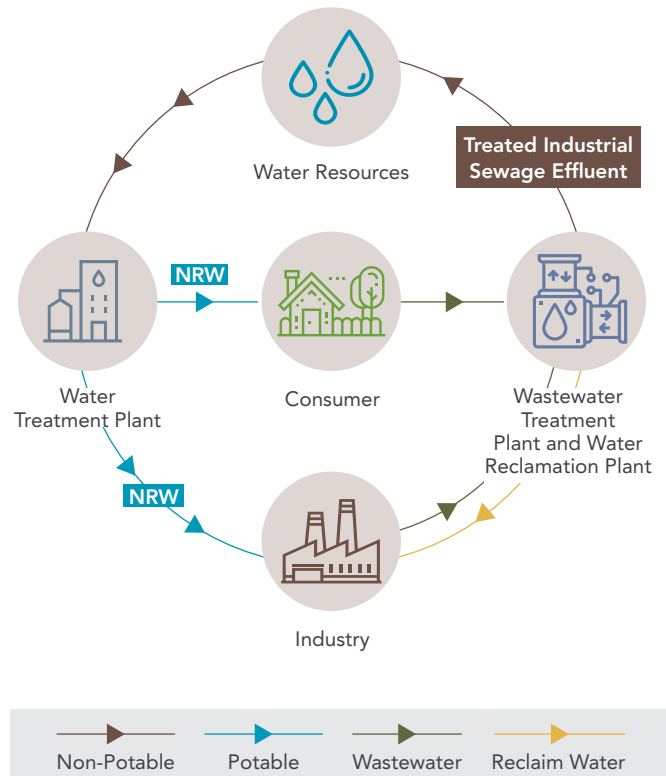 Water Resources
Treated Industrial
Sewage Effluent
NRW
Water
Treatment Plant
Consumer
Wastewater
Treatment
Plant and Water
Reclamation Plant
NRW
Industry
Non-Potable
Potable
Wastewater
Reclaim Water